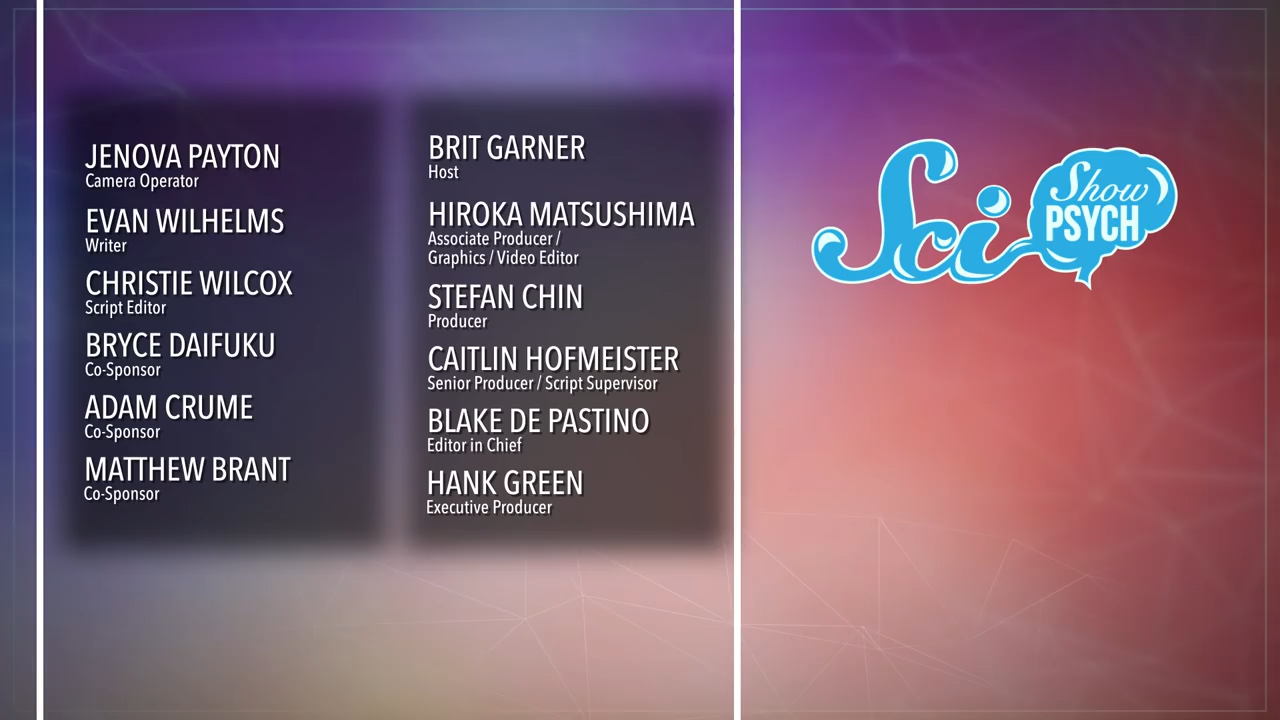 JENOVA PAYTON
Camera Operator
EVAN WILHELMS
Writer
CHRISTIE WILCOX
Script Editor
BRYCE DAIFUKU
Co-Sponsor
ADAM CRUME
Co-Sponsor
MATTHEW BRANT
Co-Sponsor
BRIT GARNER
Host
HIROKA MATSUSHIMA
Associate Producer /
Graphics / Video Editor
STEFAN CHIN
Producer
CAITLIN HOFMEISTER
Senior Producer / Script Supervisor
BLAKE DE PASTINO
Editor in Chief
HANK GREEN
Executive Producer
Sci
Show
PSYCH